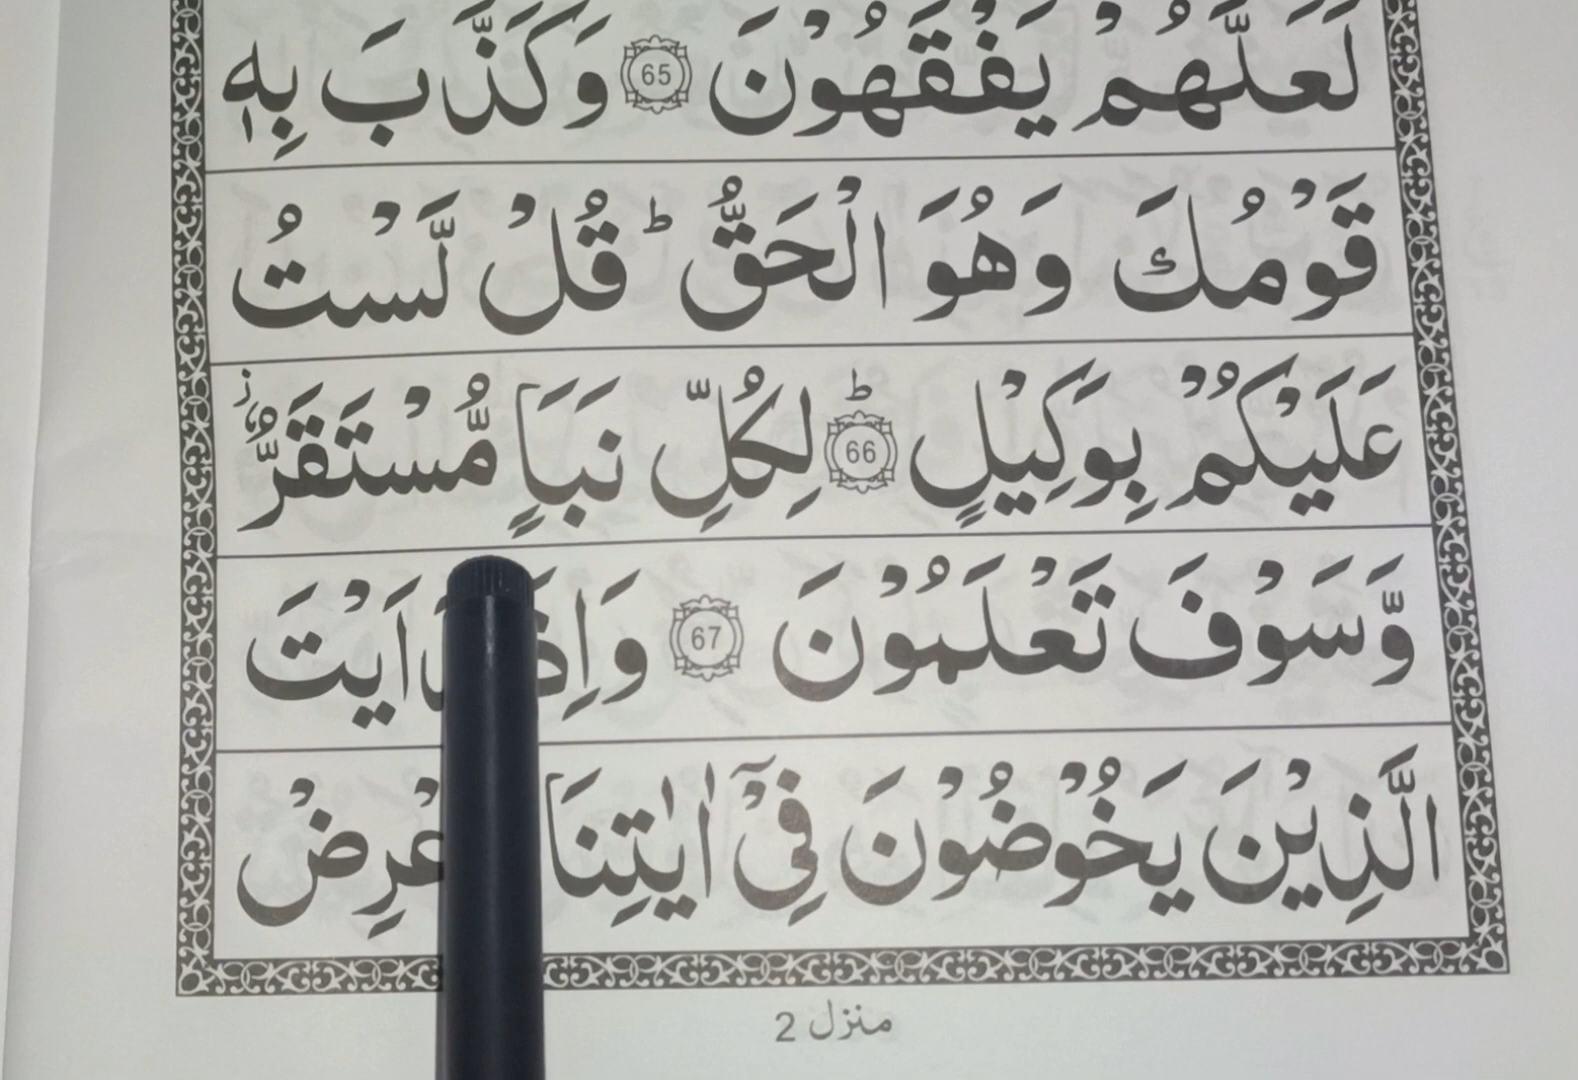 لَعَلَّهُمْ يَفْقَهُوْنَ 65 وَكَذَّبَ بِهٖ
قَوْمُكَ وَهُوَ الْحَقُّ ؕ قُلْ لَّسْتُ
عَلَيْكُمْ بِوَكِيْلٍ ؕ 66 لِكُلِّ نَبَاٍ مُّسْتَقَرٌّ ؗ
وَّسَوْفَ تَعْلَمُوْنَ 67
الَّذِيْنَ يَخُوْضُوْنَ فِيْٓ اٰيٰتِنَا
منزل 2